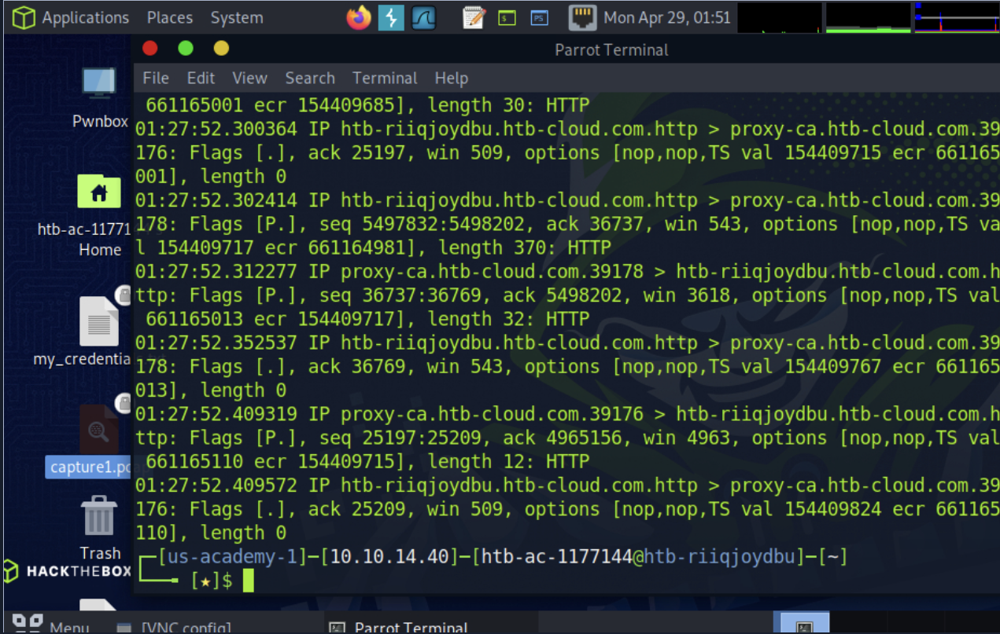 Applications Places System $ PS Mon Apr 29, 01:51
Parrot Terminal
File Edit View Search Terminal Help
661165001 ecr 154409685], length 30: HTTP
01:27:52.300364 IP htb-riiqjoydbu.htb-cloud.com.http > proxy-ca.htb-cloud.com.39
176: Flags [.], ack 25197, win 509, options [nop,nop,TS val 154409715 ecr 661165
001], length 0
01:27:52.302414 IP htb-riiqjoydbu.htb-cloud.com.http > proxy-ca.htb-cloud.com.39
178: Flags [P.], seq 5497832:5498202, ack 36737, win 543, options [nop,nop,TS va
l 154409717 ecr 661164981], length 370: HTTP
01:27:52.312277 IP proxy-ca.htb-cloud.com.39178 > htb-riiqjoydbu.htb-cloud.com.h
ttp: Flags [P.], seq 36737:36769, ack 5498202, win 3618, options [nop,nop,TS val
661165013 ecr 154409717], length 32: HTTP
01:27:52.352537 IP htb-riiqjoydbu.htb-cloud.com.http > proxy-ca.htb-cloud.com.39
178: Flags [.], ack 36769, win 543, options [nop,nop,TS val 154409767 ecr 661165
013], length 0
01:27:52.409319 IP proxy-ca.htb-cloud.com.39176 > htb-riiqjoydbu.htb-cloud.com.h
ttp: Flags [P.], seq 25197:25209, ack 4965156, win 4963, options [nop,nop,TS val
661165110 ecr 154409715], length 12: HTTP
01:27:52.409572 IP htb-riiqjoydbu.htb-cloud.com.http > proxy-ca.htb-cloud.com.39
176: Flags [.], ack 25209, win 509, options [nop,nop,TS val 154409824 ecr 661165
110], length 0
┌─[us-academy-1]─[10.10.14.40]─[htb-ac-1177144@htb-riiqjoydbu]─[~]
└──╼ [★]$
Pwnbox
htb-ac-11771
Home
my_credentia
capture1.pc
Trash
HACKTHEBOX
Menu [VNC config] Parrot Terminal